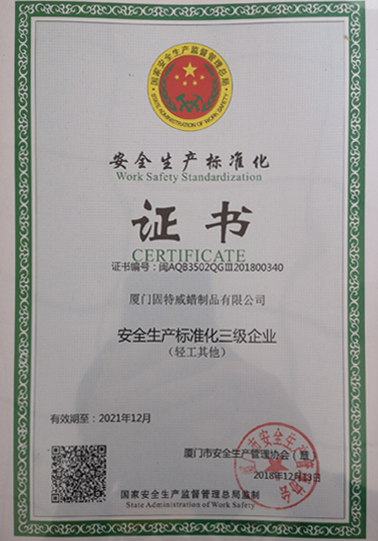 国家安全生产监督管理总局
STATE ADMINISTRATION OF WORK SAFETY
安全生产标准化
Work Safety Standardization
证书
CERTIFICATE
证书编号：闽AQB3502QGⅢ201800340
厦门固特威蜡制品有限公司
安全生产标准化三级企业
（轻工其他）
有效期至：2021年12月
厦门市安全生产管理协会（章）
2018年12月13日
国家安全生产监督管理总局监制
State Administration of Work Safety